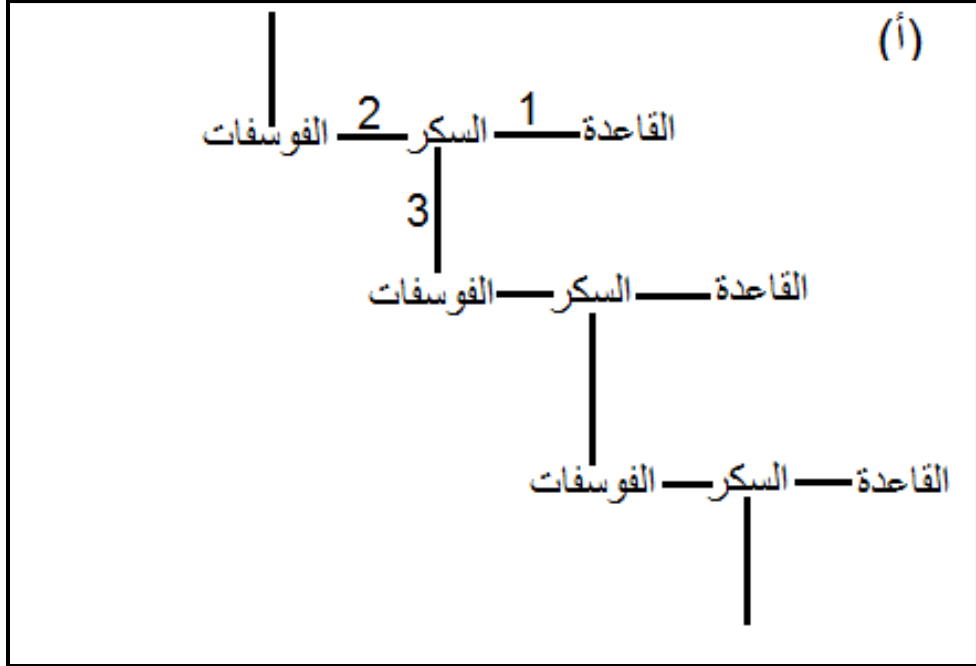 (أ)
القاعدة 1 السكر 2 الفوسفات
3
القاعدة السكر الفوسفات
القاعدة السكر الفوسفات